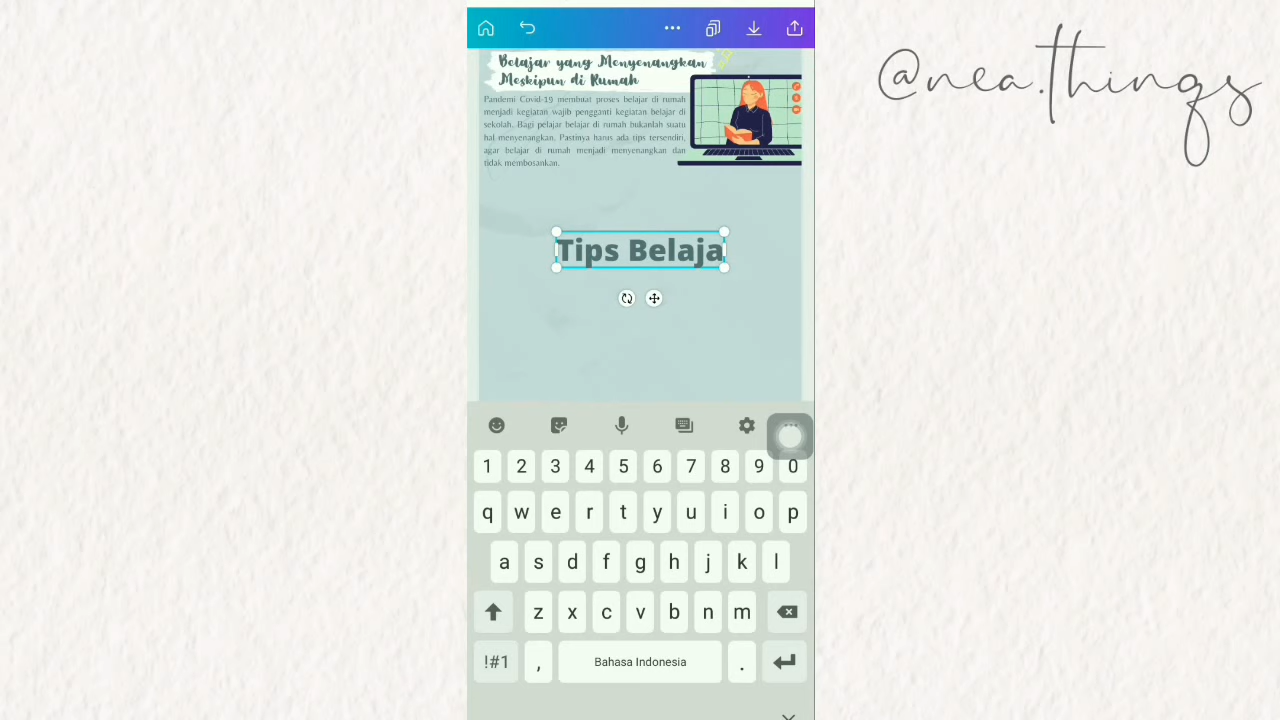 @nea.things
Belajar yang Menyenangkan
Meskipun di Rumah
Pandemi Covid-19 membuat proses belajar di rumah
menjadi kegiatan wajib pengganti kegiatan belajar di
sekolah. Bagi pelajar belajar di rumah bukanlah suatu
hal menyenangkan. Pastinya harus ada tips tersendiri,
agar belajar di rumah menjadi menyenangkan dan
tidak membosankan.
Tips Belaja
1 2 3 4 5 6 7 8 9 0
q w e r t y u i o p
a s d f g h j k l
z x c v b n m
!#1 , Bahasa Indonesia .